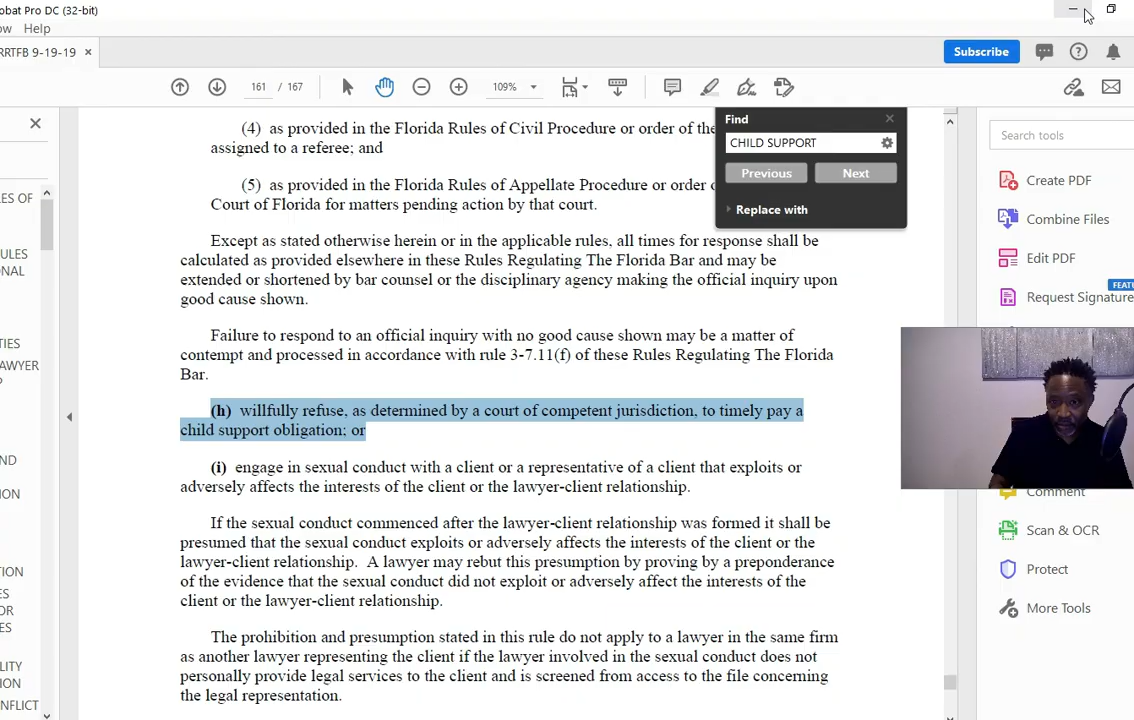 obat Pro DC (32-bit)
ow Help
RRTFB 9-19-19 ×
Subscribe
161 / 167
109%
Find
CHILD SUPPORT
Previous Next
Replace with
(4) as provided in the Florida Rules of Civil Procedure or order of the
assigned to a referee; and
(5) as provided in the Florida Rules of Appellate Procedure or order o
Court of Florida for matters pending action by that court.
Except as stated otherwise herein or in the applicable rules, all times for response shall be
calculated as provided elsewhere in these Rules Regulating The Florida Bar and may be
extended or shortened by bar counsel or the disciplinary agency making the official inquiry upon
good cause shown.
Failure to respond to an official inquiry with no good cause shown may be a matter of
contempt and processed in accordance with rule 3-7.11(f) of these Rules Regulating The Florida
Bar.
(h) willfully refuse, as determined by a court of competent jurisdiction, to timely pay a
child support obligation; or
(i) engage in sexual conduct with a client or a representative of a client that exploits or
adversely affects the interests of the client or the lawyer-client relationship.
If the sexual conduct commenced after the lawyer-client relationship was formed it shall be
presumed that the sexual conduct exploits or adversely affects the interests of the client or the
lawyer-client relationship. A lawyer may rebut this presumption by proving by a preponderance
of the evidence that the sexual conduct did not exploit or adversely affect the interests of the
client or the lawyer-client relationship.
The prohibition and presumption stated in this rule do not apply to a lawyer in the same firm
as another lawyer representing the client if the lawyer involved in the sexual conduct does not
personally provide legal services to the client and is screened from access to the file concerning
the legal representation.
ES OF
ULES
ONAL
TIES
AWYER
P
ND
ON
TION
ES
OR
LES
LITY
SION
NFLICT
Search tools
Create PDF
Combine Files
Edit PDF
FEATU
Request Signature
Comment
Scan & OCR
Protect
More Tools